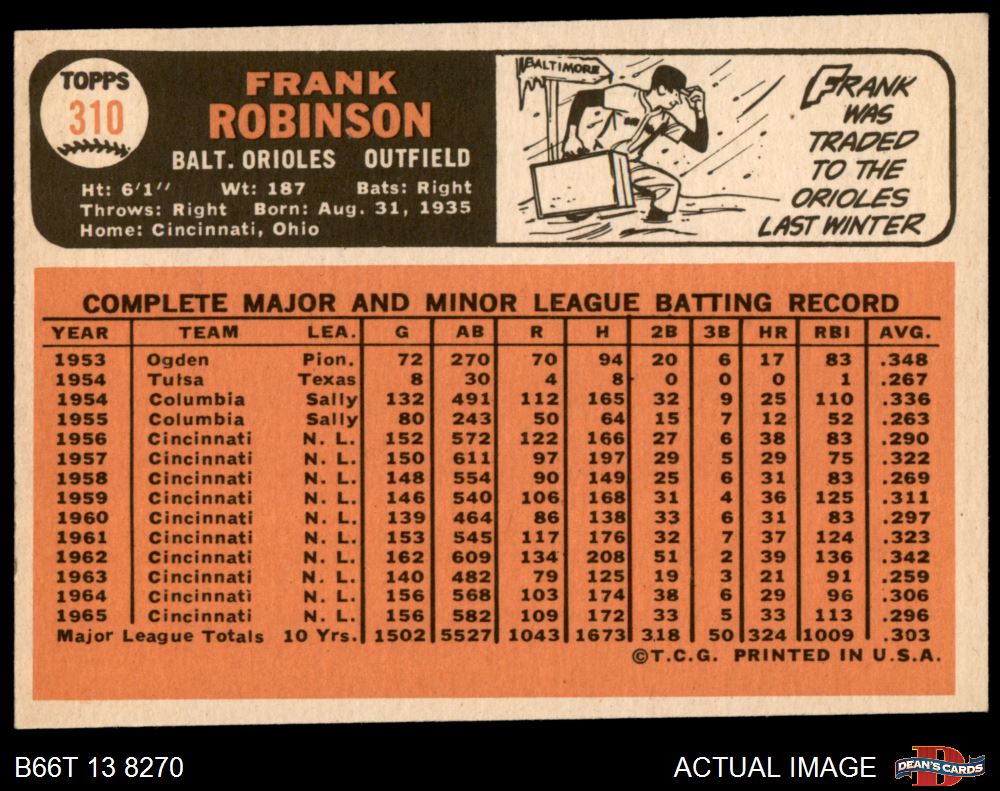 TOPPS
310
FRANK
ROBINSON
BALT. ORIOLES OUTFIELD
Ht: 6'1'' Wt: 187 Bats: Right
Throws: Right Born: Aug. 31, 1935
Home: Cincinnati, Ohio
BALTIMORE
FRANK
WAS
TRADED
TO THE
ORIOLES
LAST WINTER
COMPLETE MAJOR AND MINOR LEAGUE BATTING RECORD
YEAR TEAM LEA. G AB R H 2B 3B HR RBI AVG.
1953 Ogden Pion. 72 270 70 94 20 6 17 83 .348
1954 Tulsa Texas 8 30 4 8 0 0 0 1 .267
1954 Columbia Sally 132 491 112 165 32 9 25 110 .336
1955 Columbia Sally 80 243 50 64 15 7 12 52 .263
1956 Cincinnati N. L. 152 572 122 166 27 6 38 83 .290
1957 Cincinnati N. L. 150 611 97 197 29 5 29 75 .322
1958 Cincinnati N. L. 148 554 90 149 25 6 31 83 .269
1959 Cincinnati N. L. 146 540 106 168 31 4 36 125 .311
1960 Cincinnati N. L. 139 464 86 138 33 6 31 83 .297
1961 Cincinnati N. L. 153 545 117 176 32 7 37 124 .323
1962 Cincinnati N. L. 162 609 134 208 51 2 39 136 .342
1963 Cincinnati N. L. 140 482 79 125 19 3 21 91 .259
1964 Cincinnati N. L. 156 568 103 174 38 6 29 96 .306
1965 Cincinnati N. L. 156 582 109 172 33 5 33 113 .296
Major League Totals 10 Yrs. 1502 5527 1043 1673 318 50 324 1009 .303
©T.C.G. PRINTED IN U.S.A.
B66T 13 8270
ACTUAL IMAGE
DEAN'S CARDS